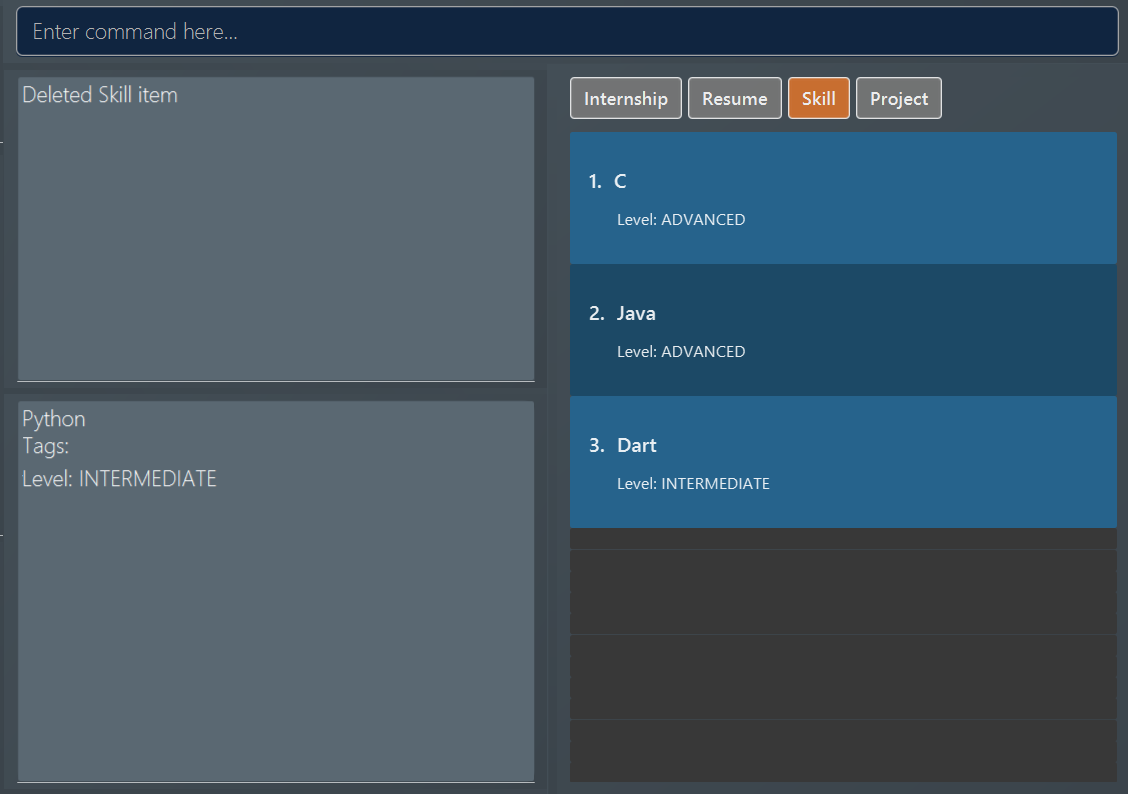 Enter command here...
Deleted Skill item
Python
Tags:
Level: INTERMEDIATE
Internship Resume Skill Project
1. C
Level: ADVANCED
2. Java
Level: ADVANCED
3. Dart
Level: INTERMEDIATE